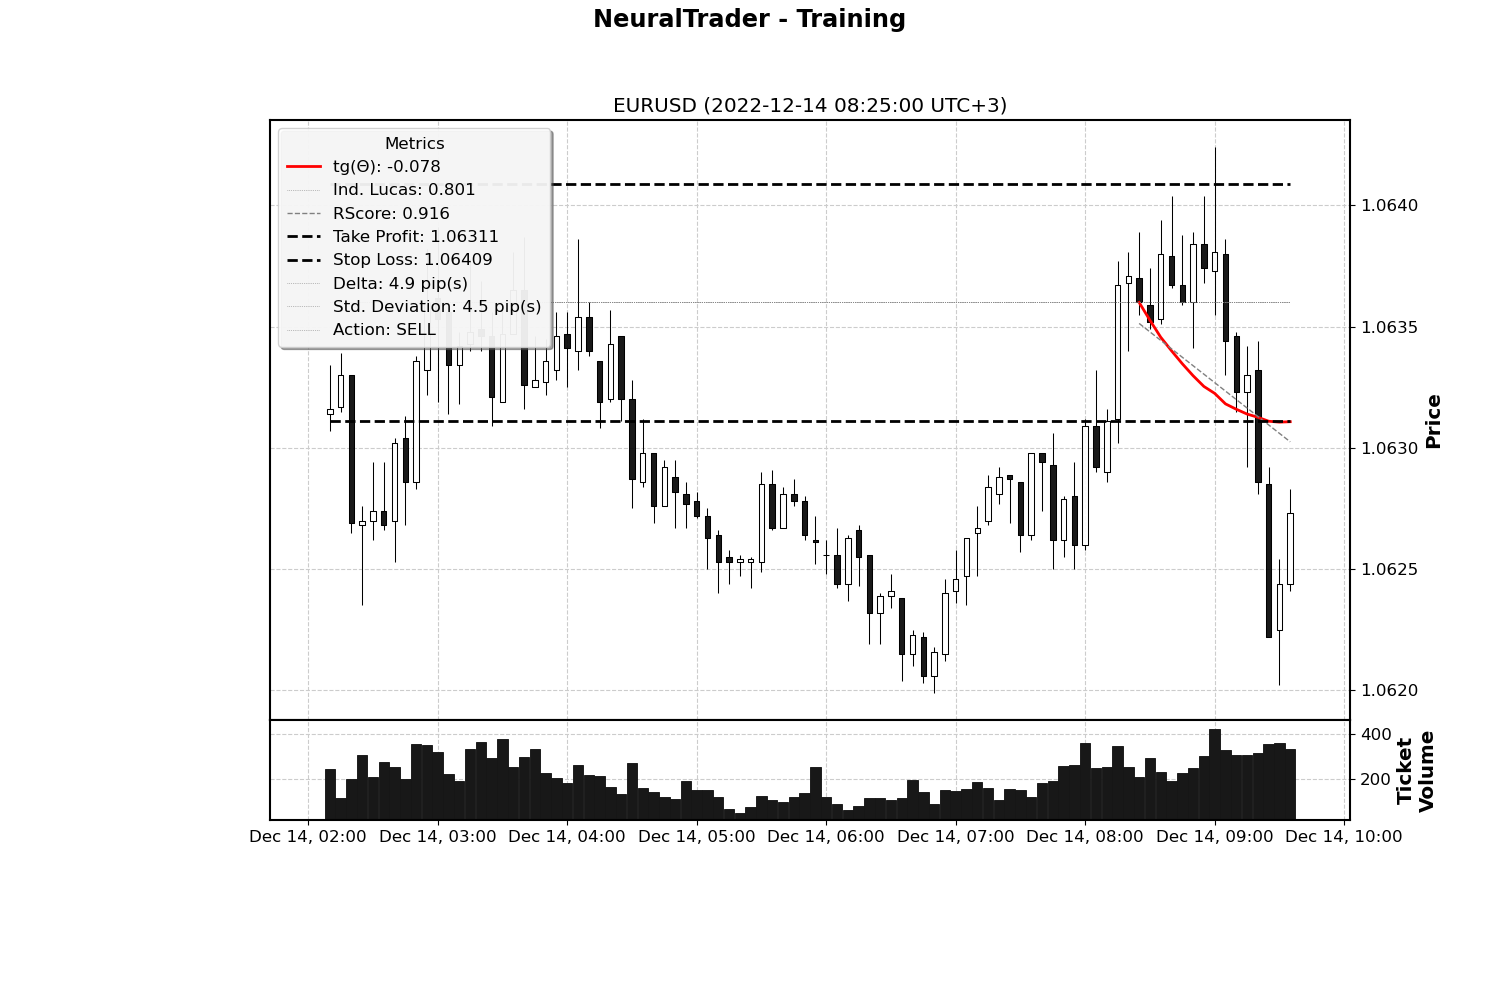 NeuralTrader - Training
EURUSD (2022-12-14 08:25:00 UTC+3)
Metrics
tg(Θ): -0.078
Ind. Lucas: 0.801
RScore: 0.916
Take Profit: 1.06311
Stop Loss: 1.06409
Delta: 4.9 pip(s)
Std. Deviation: 4.5 pip(s)
Action: SELL
1.0640
1.0635
1.0630
1.0625
1.0620
Price
400
200
Ticket
Volume
Dec 14, 02:00 Dec 14, 03:00 Dec 14, 04:00 Dec 14, 05:00 Dec 14, 06:00 Dec 14, 07:00 Dec 14, 08:00 Dec 14, 09:00 Dec 14, 10:00